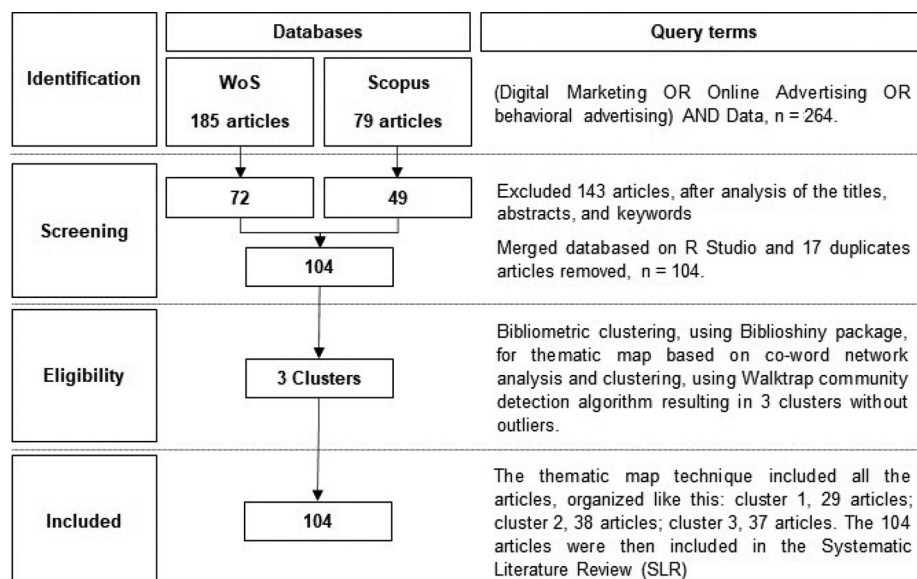 Databases
Query terms
Identification
WoS
185 articles
Scopus
79 articles
(Digital Marketing OR Online Advertising OR
behavioral advertising) AND Data, n = 264.
Screening
72
49
104
Excluded 143 articles, after analysis of the titles,
abstracts, and keywords
Merged databased on R Studio and 17 duplicates
articles removed, n = 104.
Eligibility
3 Clusters
Bibliometric clustering, using Biblioshiny package,
for thematic map based on co-word network
analysis and clustering, using Walktrap community
detection algorithm resulting in 3 clusters without
outliers.
Included
104
The thematic map technique included all the
articles, organized like this: cluster 1, 29 articles;
cluster 2, 38 articles; cluster 3, 37 articles. The 104
articles were then included in the Systematic
Literature Review (SLR)